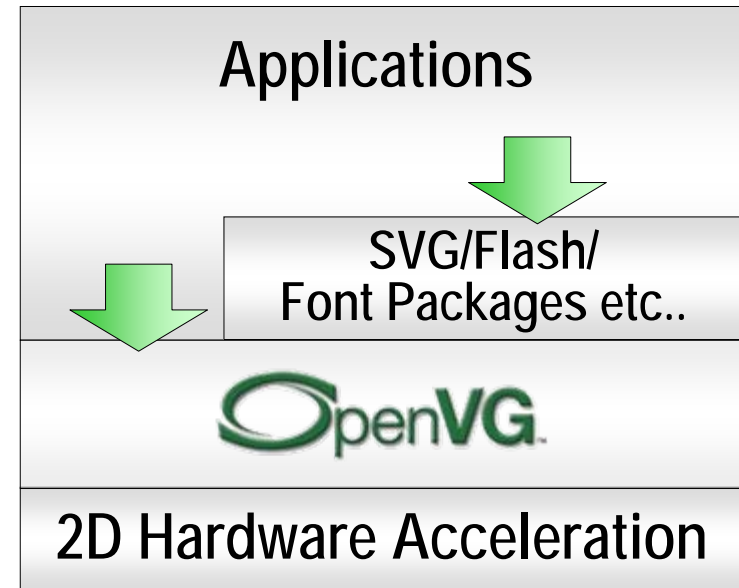 Applications
SVG/Flash/
Font Packages etc..
OpenVG.
2D Hardware Acceleration